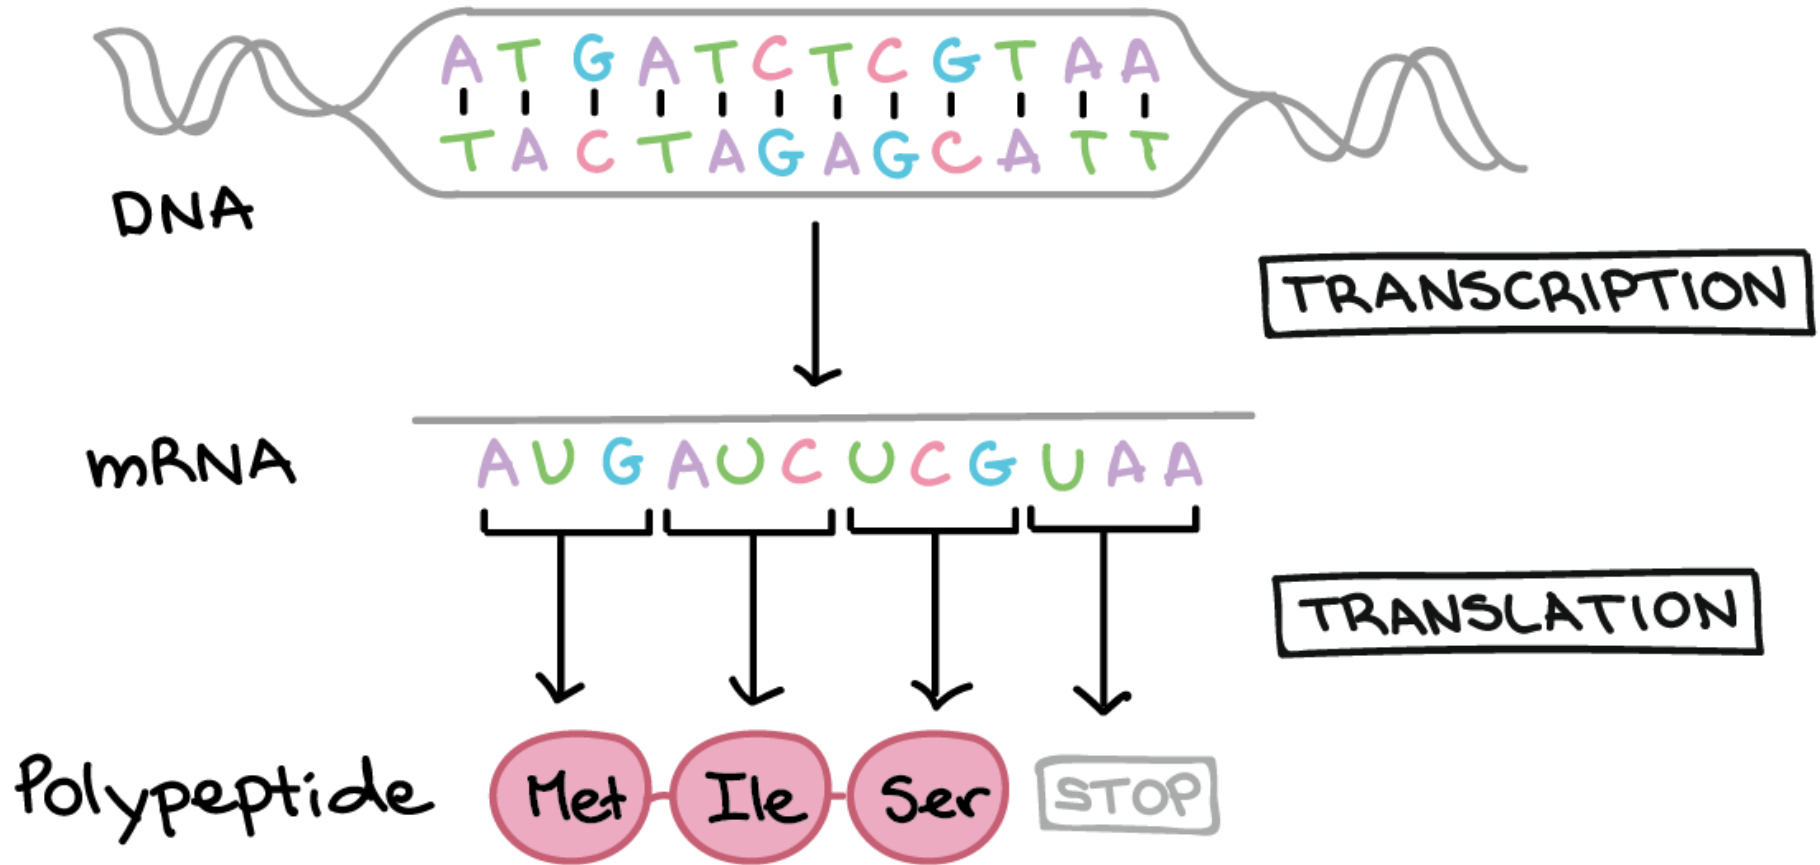 A T G A T C T C G T A A
T A C T A G A G C A T T
DNA
TRANSCRIPTION
mRNA
A U G A U C U C G U A A
TRANSLATION
Polypeptide
Met Ile Ser STOP